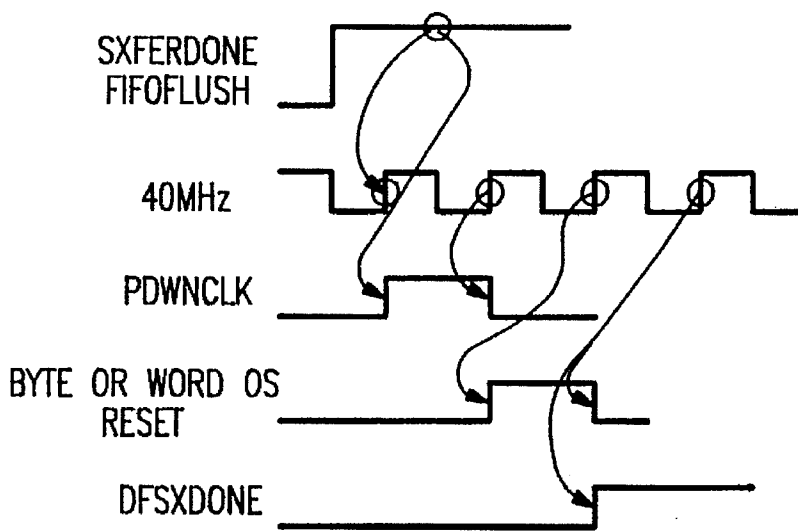 SXFERDONE
FIFOFLUSH
40MHz
PDWNCLK
BYTE OR WORD OS
RESET
DFSXDONE